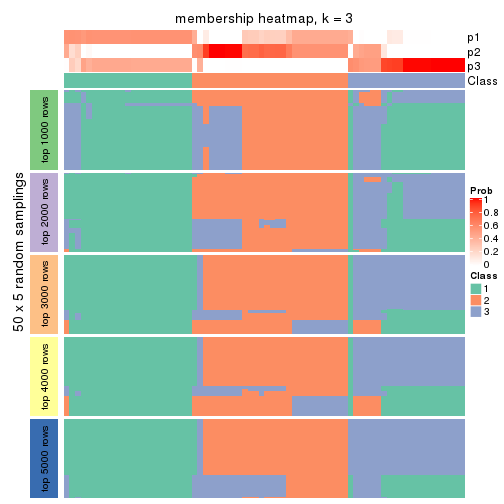 membership heatmap, k = 3
p1
p2
p3
Class
50 x 5 random samplings
top 1000 rows
top 2000 rows
top 3000 rows
top 4000 rows
top 5000 rows
Prob
1
0.8
0.6
0.4
0.2
0
Class
1
2
3